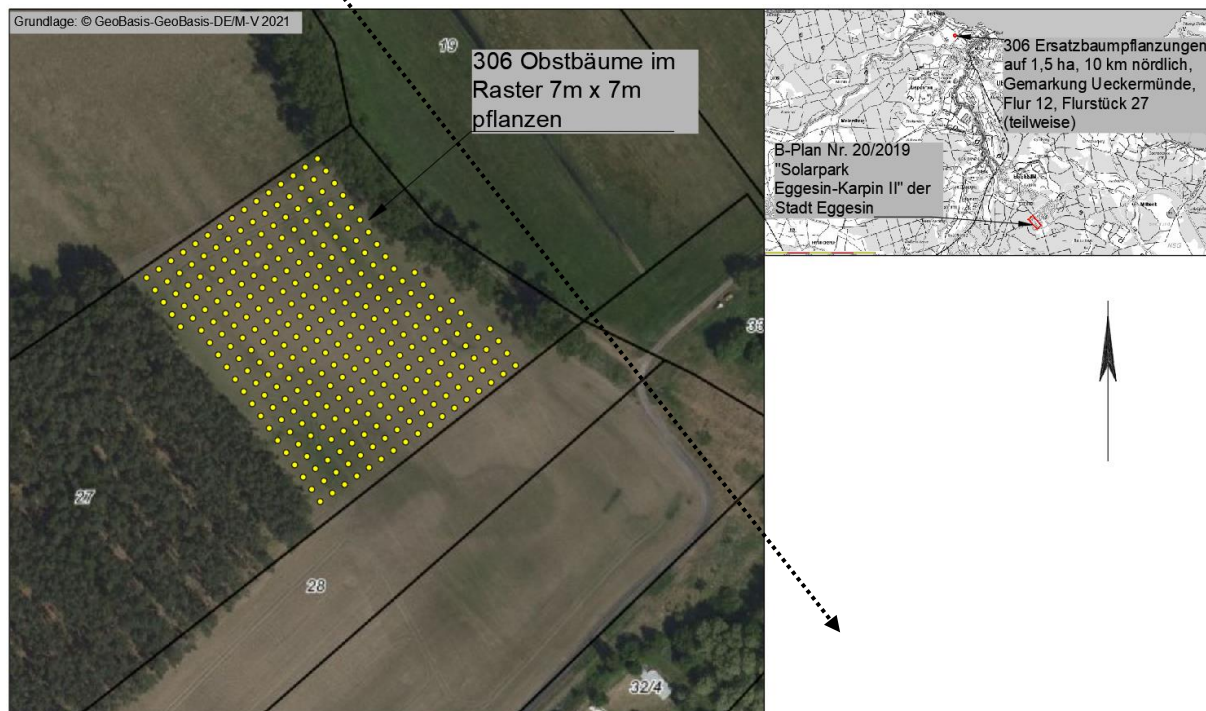 Grundlage: © GeoBasis-GeoBasis-DE/M-V 2021
19
306 Obstbäume im
Raster 7m x 7m
pflanzen
27
28
33
32/4
306 Ersatzbaumpflanzungen
auf 1,5 ha, 10 km nördlich,
Gemarkung Ueckermünde,
Flur 12, Flurstück 27
(teilweise)
B-Plan Nr. 20/2019
"Solarpark
Eggesin-Karpin II" der
Stadt Eggesin